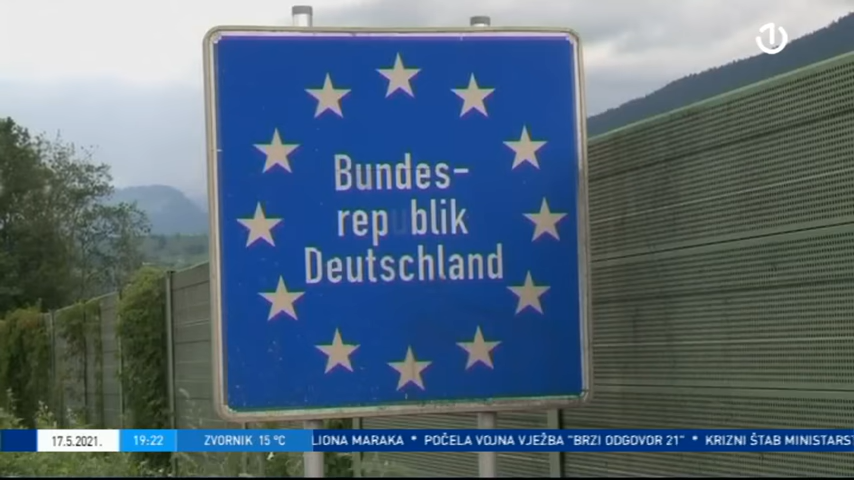 Bundes-
republik
Deutschland
17.5.2021. 19:22 ZVORNIK 15 °C LIONA MARAKA * POČELA VOJNA VJEŽBA "BRZI ODGOVOR 21" * KRIZNI ŠTAB MINISTARS